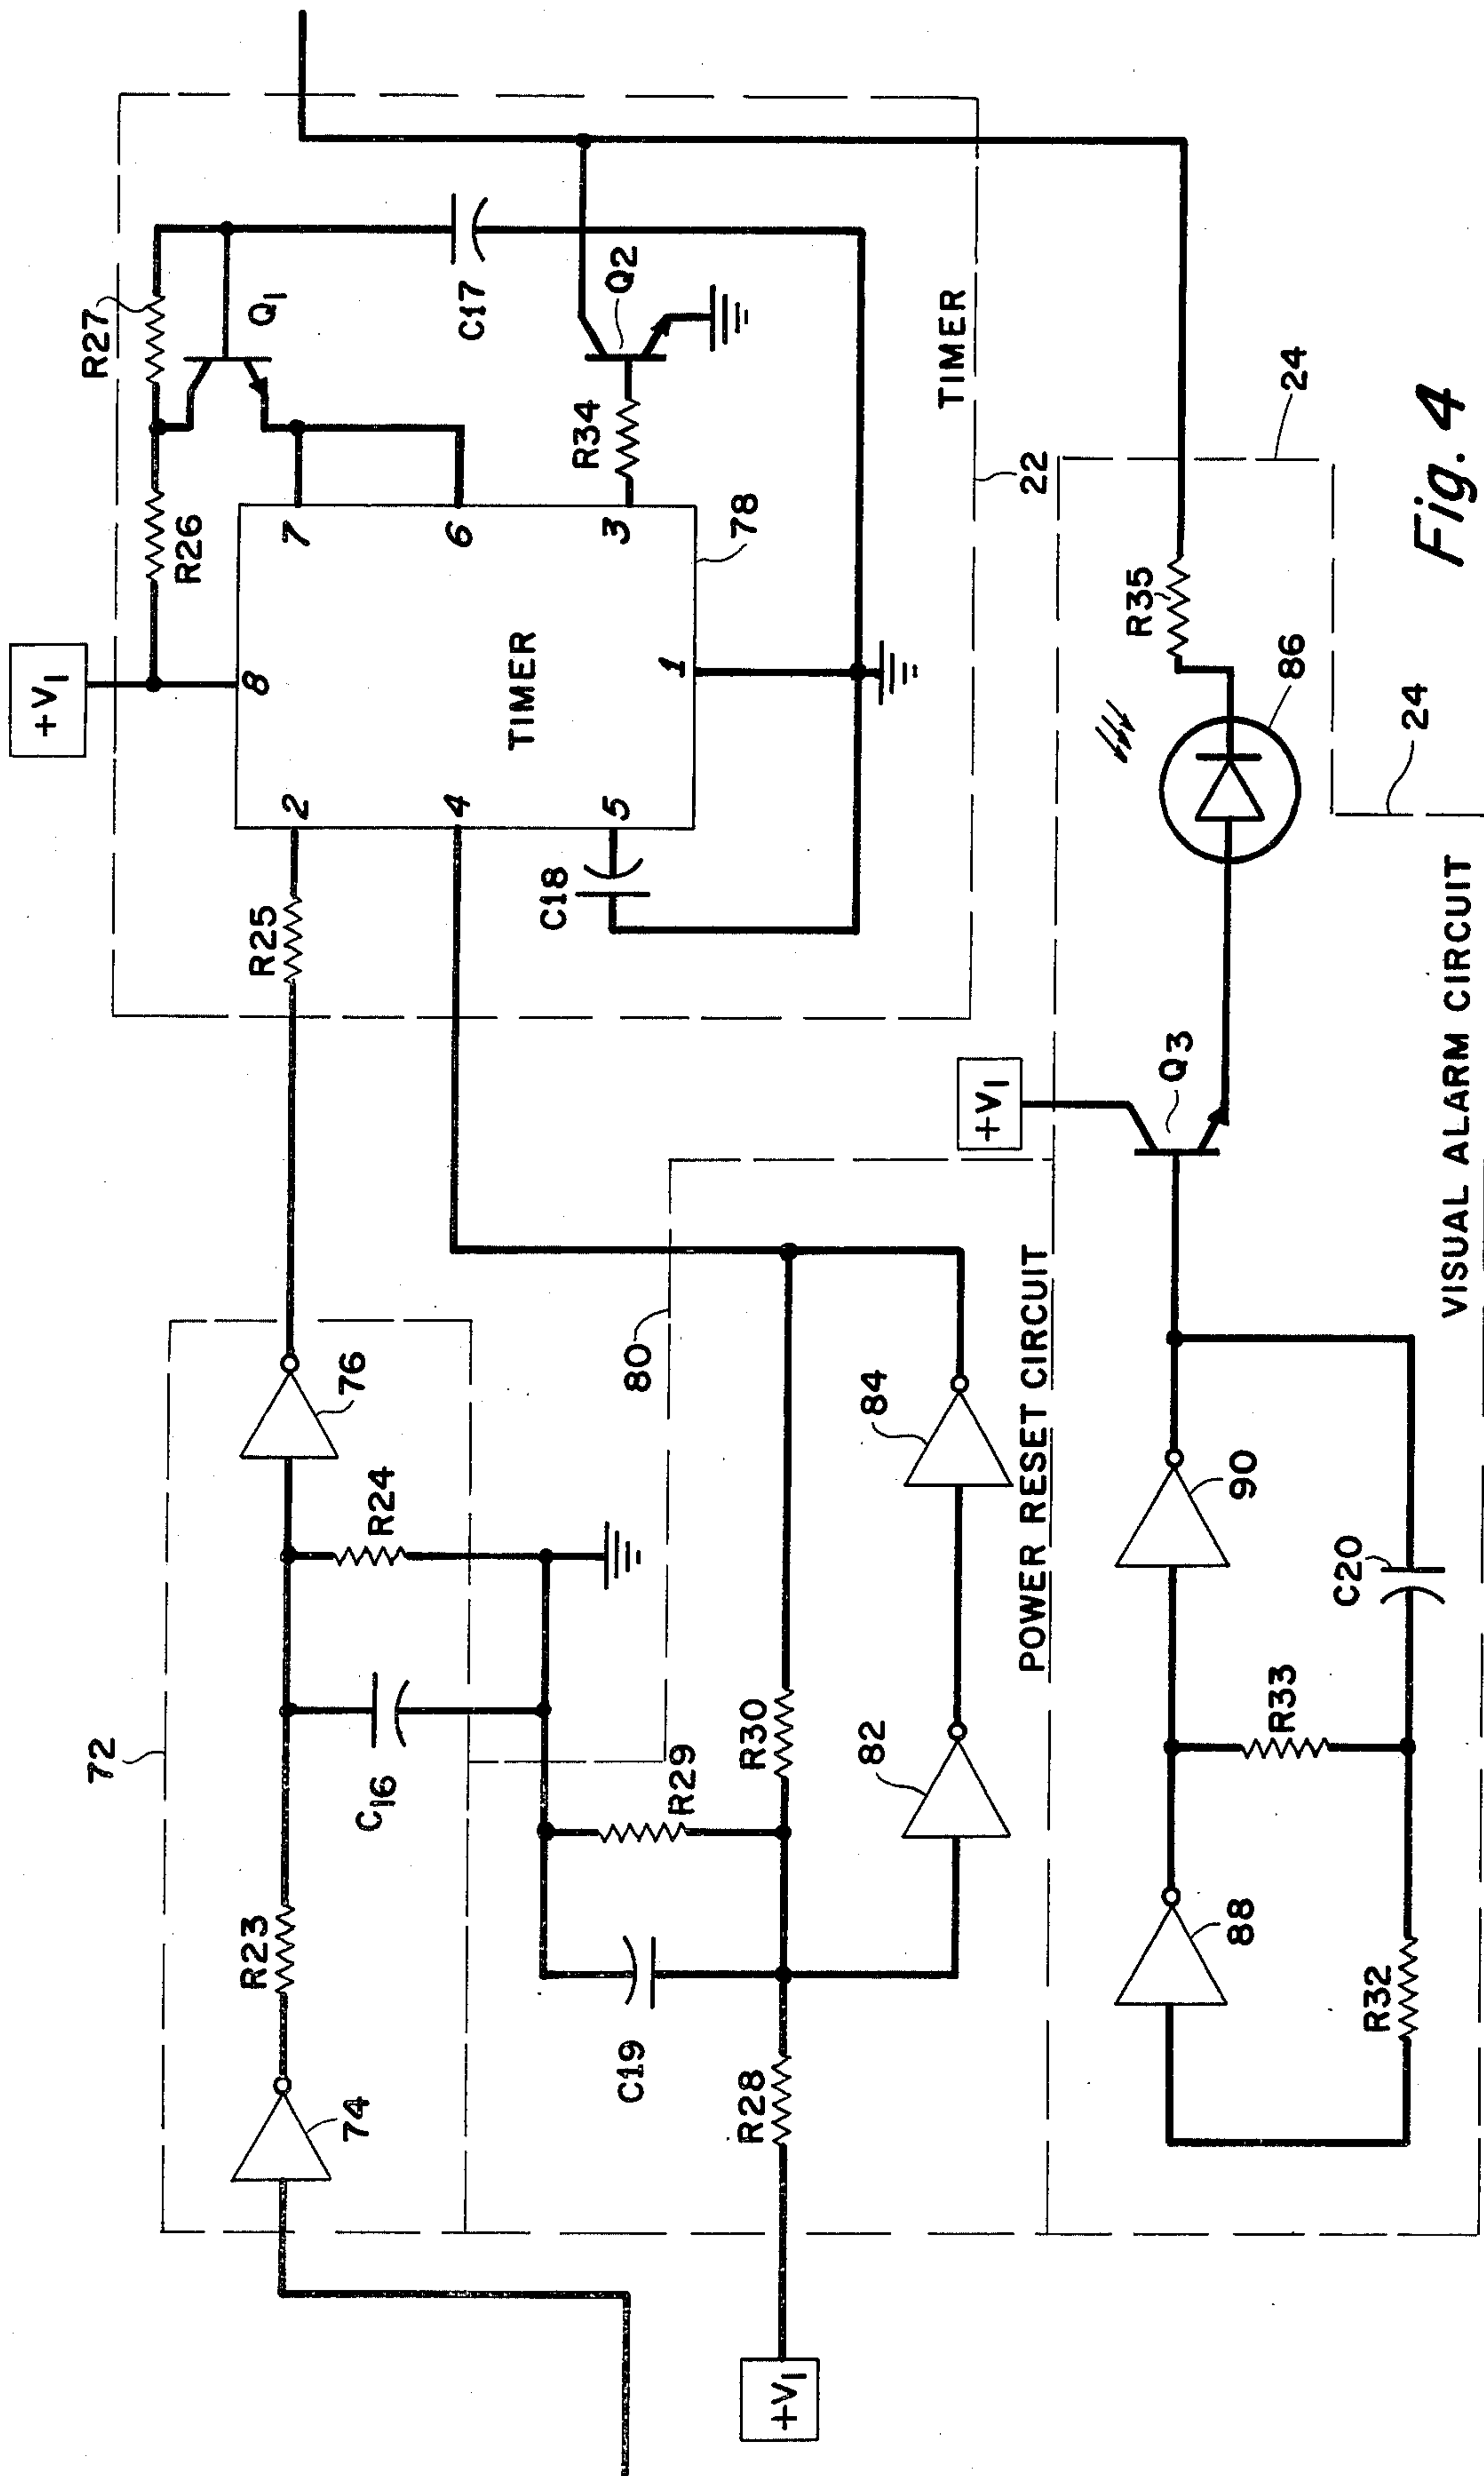 72
74
R23
C16
R24
76
R25
+V1
R26
R27
Q1
C17
2
8
7
4
6
TIMER
5
3
1
C18
R34
Q2
78
TIMER
22
80
C19
R29
R28
R30
+V1
82
84
POWER RESET CIRCUIT
+V1
Q3
86
R35
24
24
88
90
R33
R32
C20
VISUAL ALARM CIRCUIT
Fig. 4